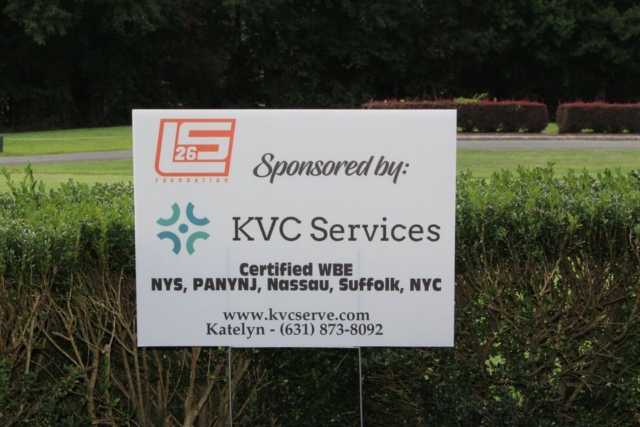 LS
26
FOUNDATION
Sponsored by:
KVC Services
Certified WBE
NYS, PANYNJ, Nassau, Suffolk, NYC
www.kvcserve.com
Katelyn - (631) 873-8092